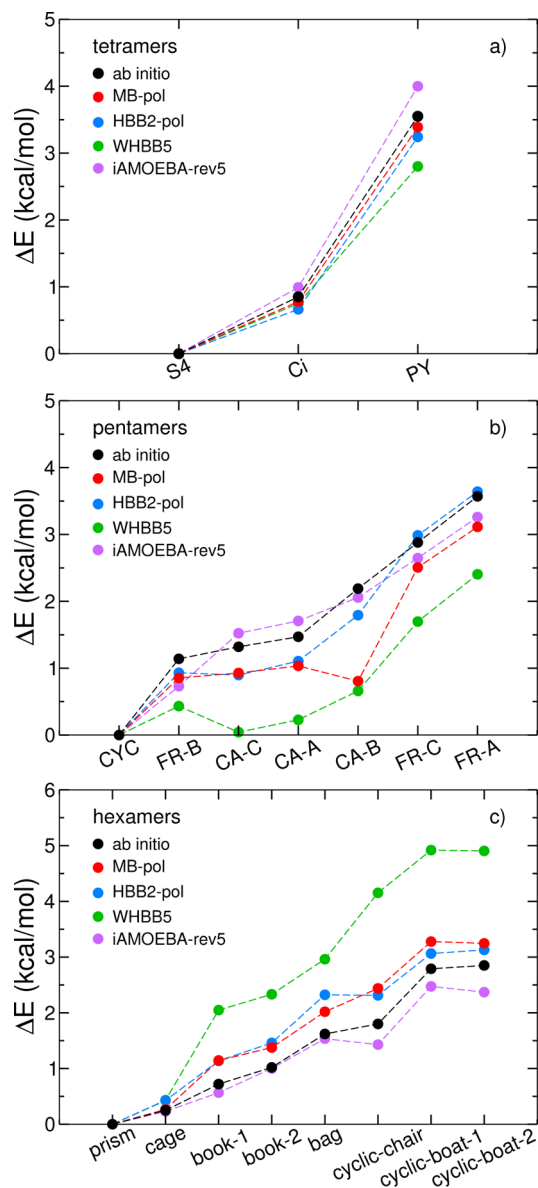 tetramers a)
ab initio
MB-pol
HBB2-pol
WHBB5
iAMOEBA-rev5
ΔE (kcal/mol)
5
4
3
2
1
0
S4 Ci PY
pentamers b)
ab initio
MB-pol
HBB2-pol
WHBB5
iAMOEBA-rev5
ΔE (kcal/mol)
5
4
3
2
1
0
CYC FR-B CA-C CA-A CA-B FR-C FR-A
hexamers c)
ab initio
MB-pol
HBB2-pol
WHBB5
iAMOEBA-rev5
ΔE (kcal/mol)
6
5
4
3
2
1
0
prism cage book-1 book-2 bag cyclic-chair cyclic-boat-1 cyclic-boat-2